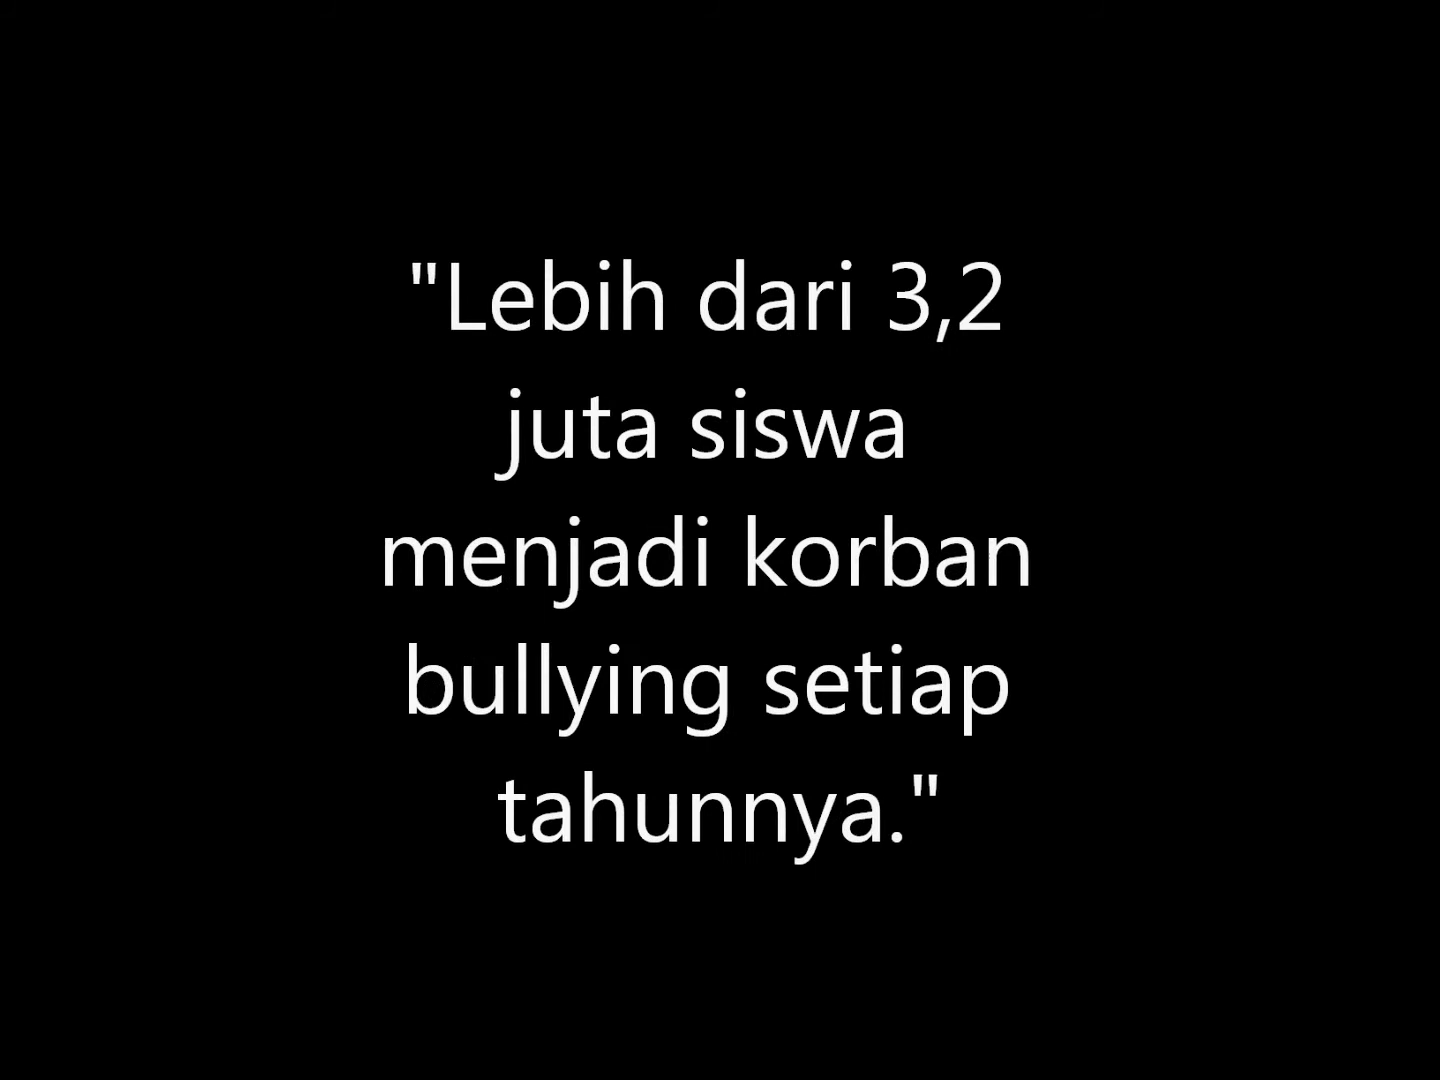 "Lebih dari 3,2
juta siswa
menjadi korban
bullying setiap
tahunnya."